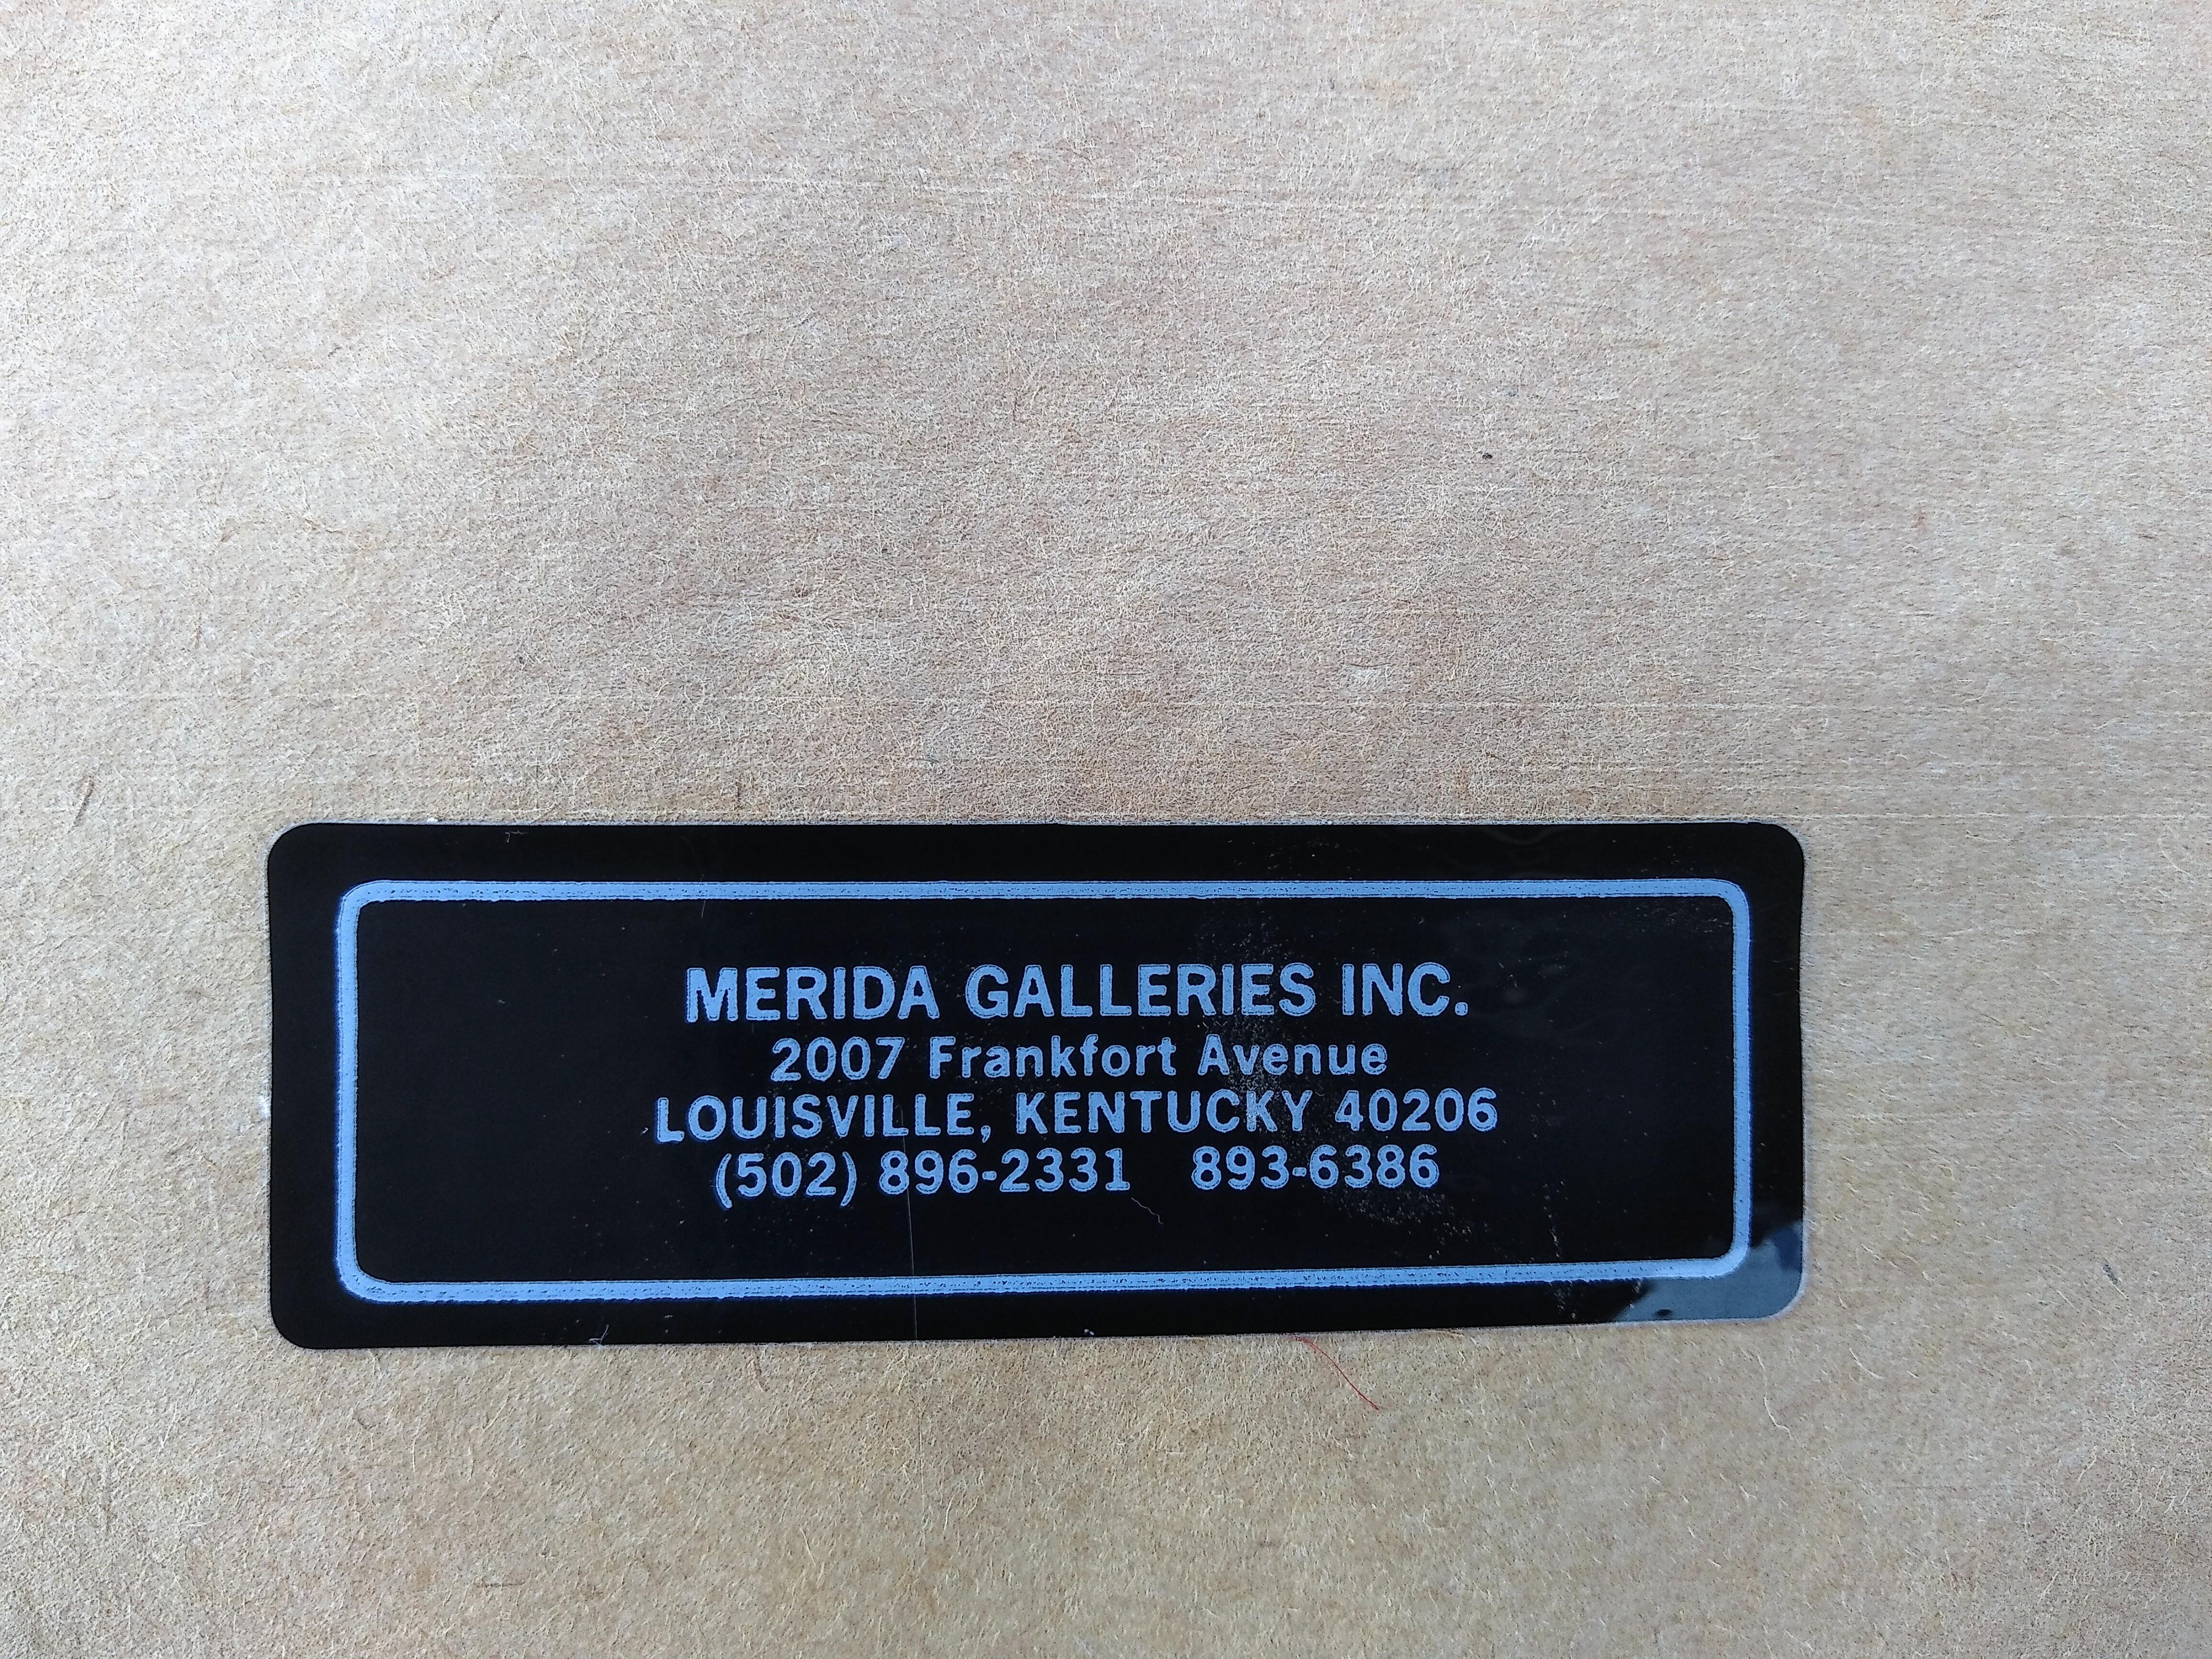 MERIDA GALLERIES INC.
2007 Frankfort Avenue
LOUISVILLE, KENTUCKY 40206
(502) 896-2331 893-6386